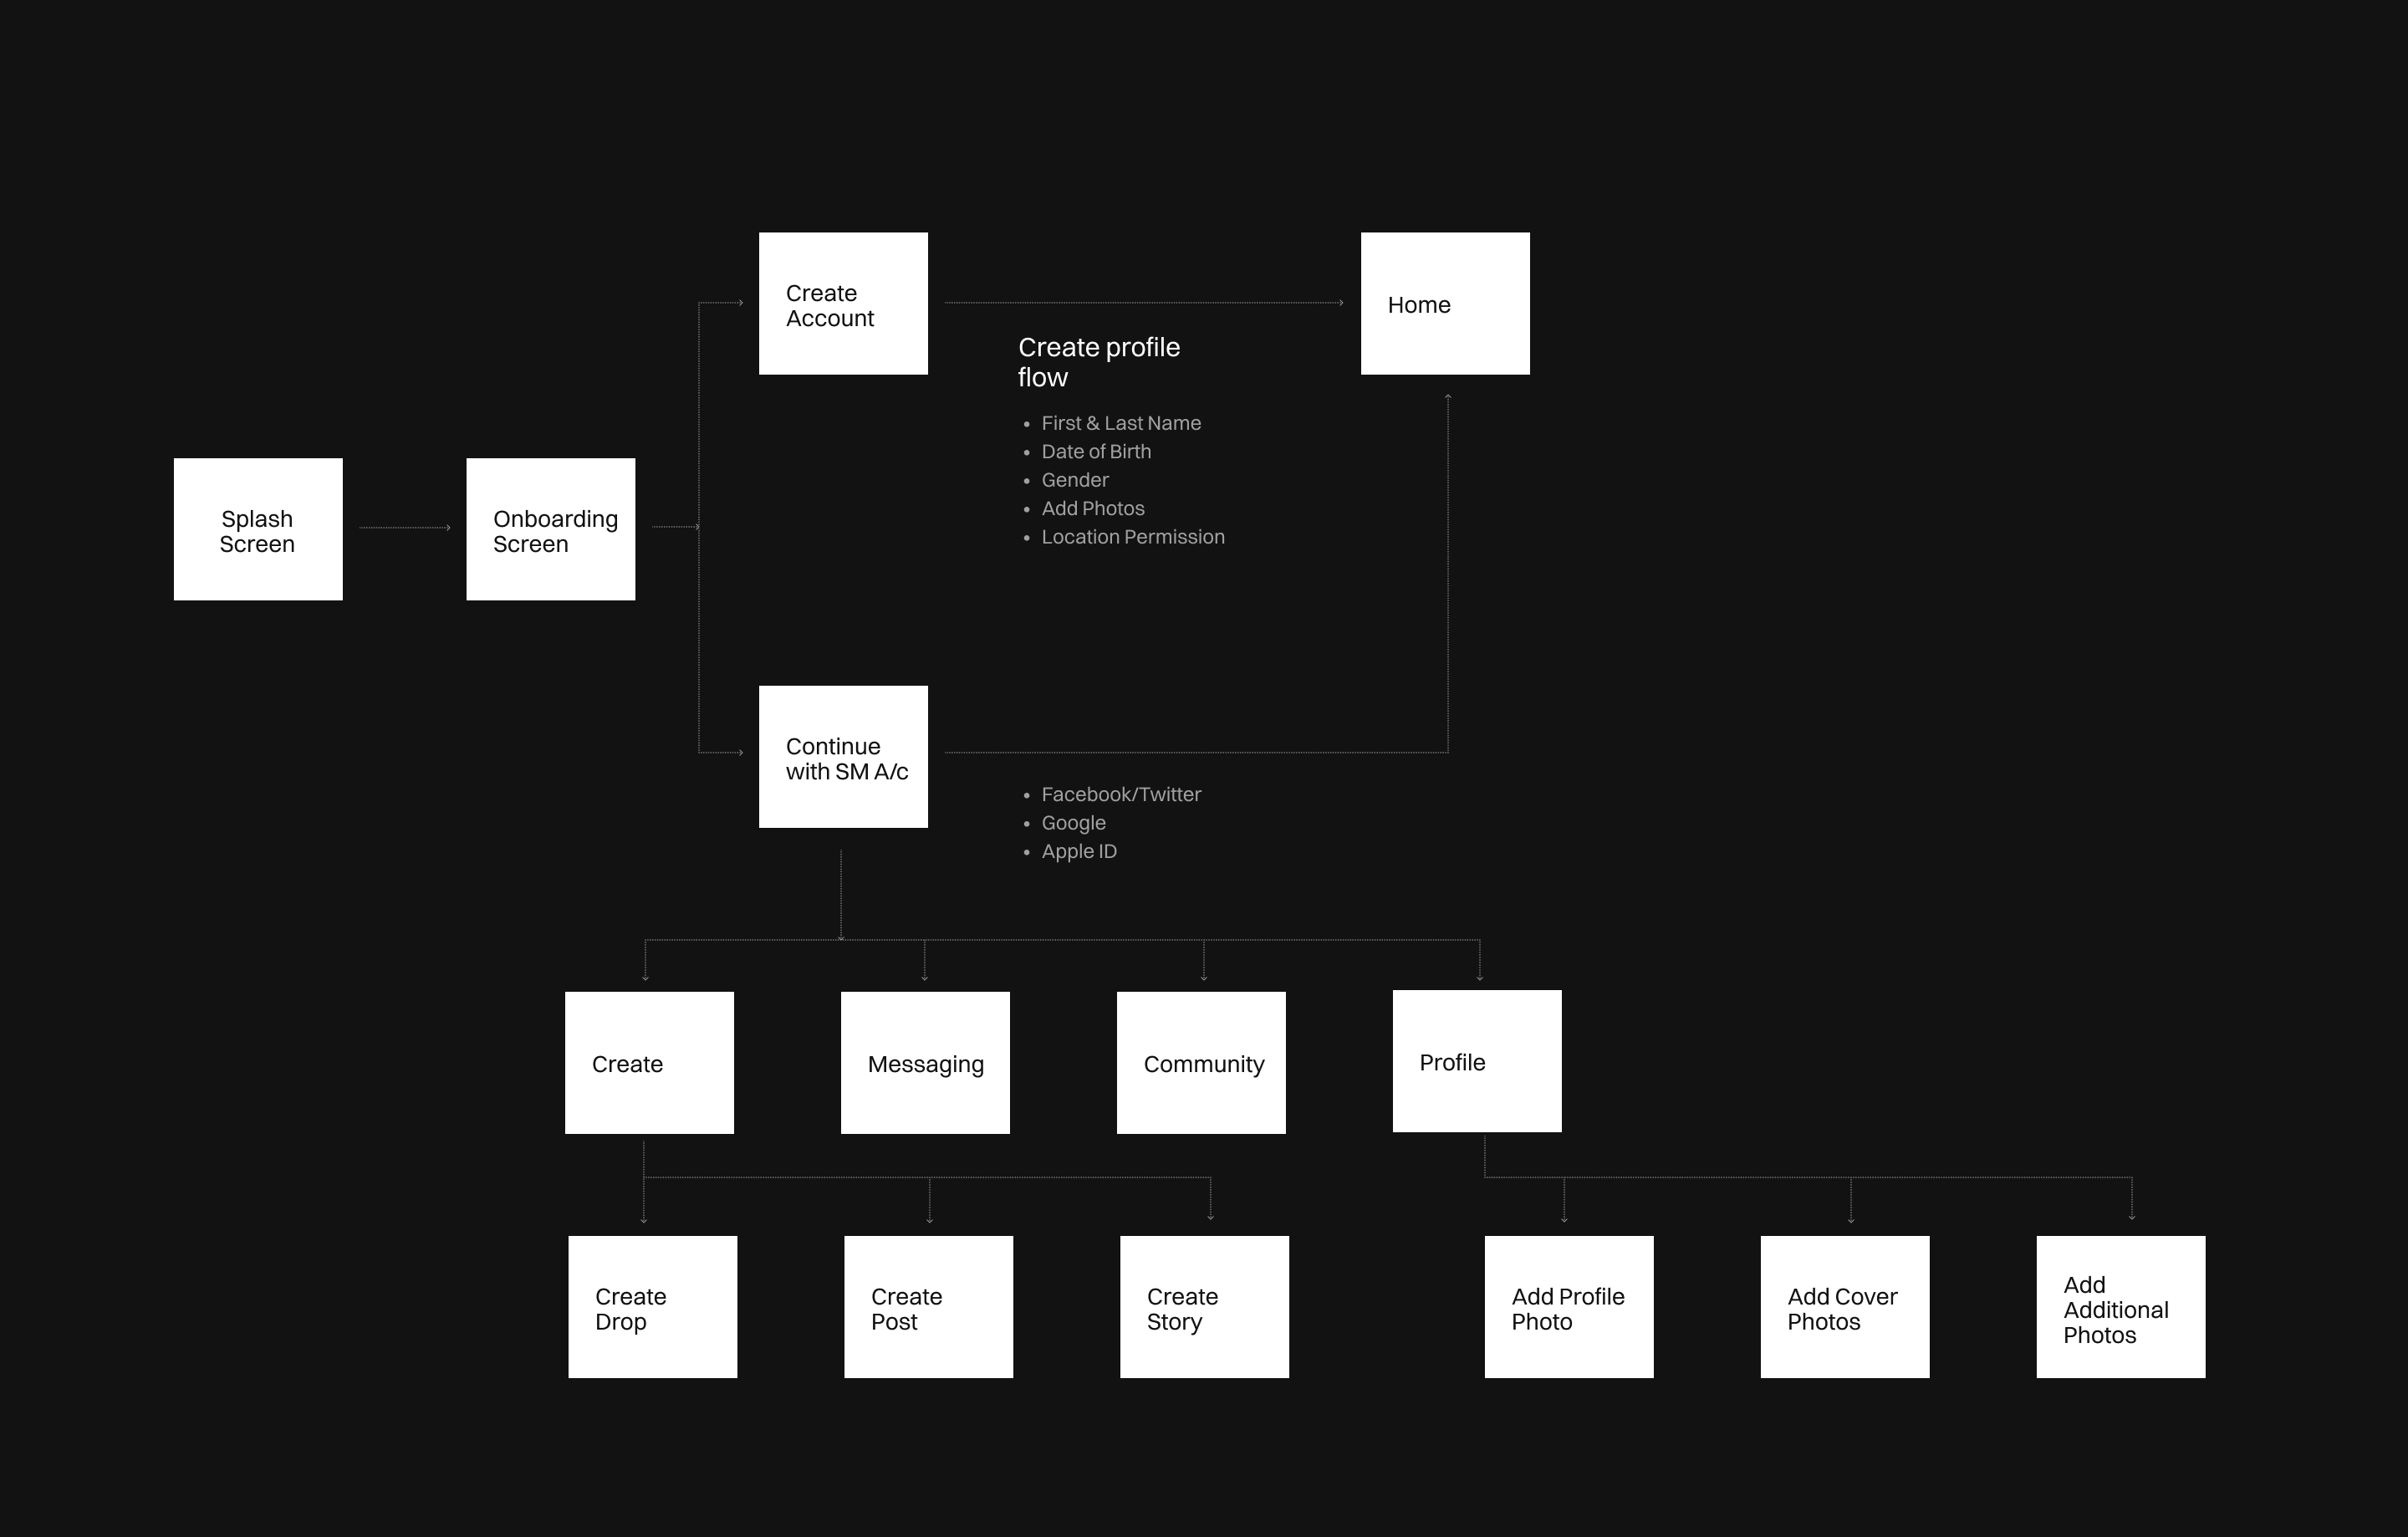 Create
Account
Home
Create profile
flow
• First & Last Name
• Date of Birth
• Gender
• Add Photos
• Location Permission
Splash
Screen
Onboarding
Screen
Continue
with SM A/c
• Facebook/Twitter
• Google
• Apple ID
Create
Messaging
Community
Profile
Create
Drop
Create
Post
Create
Story
Add Profile
Photo
Add Cover
Photos
Add
Additional
Photos